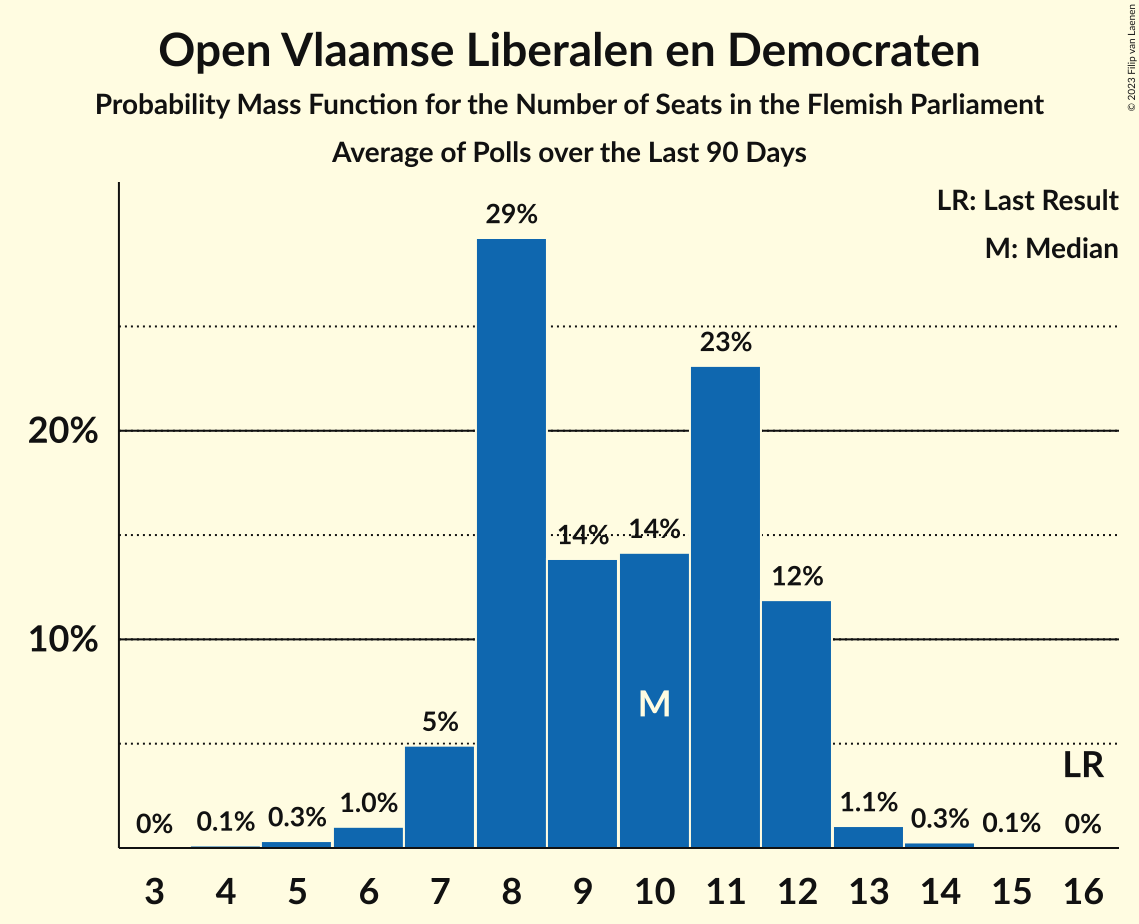 Open Vlaamse Liberalen en Democraten
Probability Mass Function for the Number of Seats in the Flemish Parliament
Average of Polls over the Last 90 Days
© 2023 Filip van Laenen
LR: Last Result
M: Median
29%
23%
20%
14% 14%
12%
10%
M
5%
LR
0% 0.1% 0.3% 1.0% 1.1% 0.3% 0.1% 0%
3 4 5 6 7 8 9 10 11 12 13 14 15 16